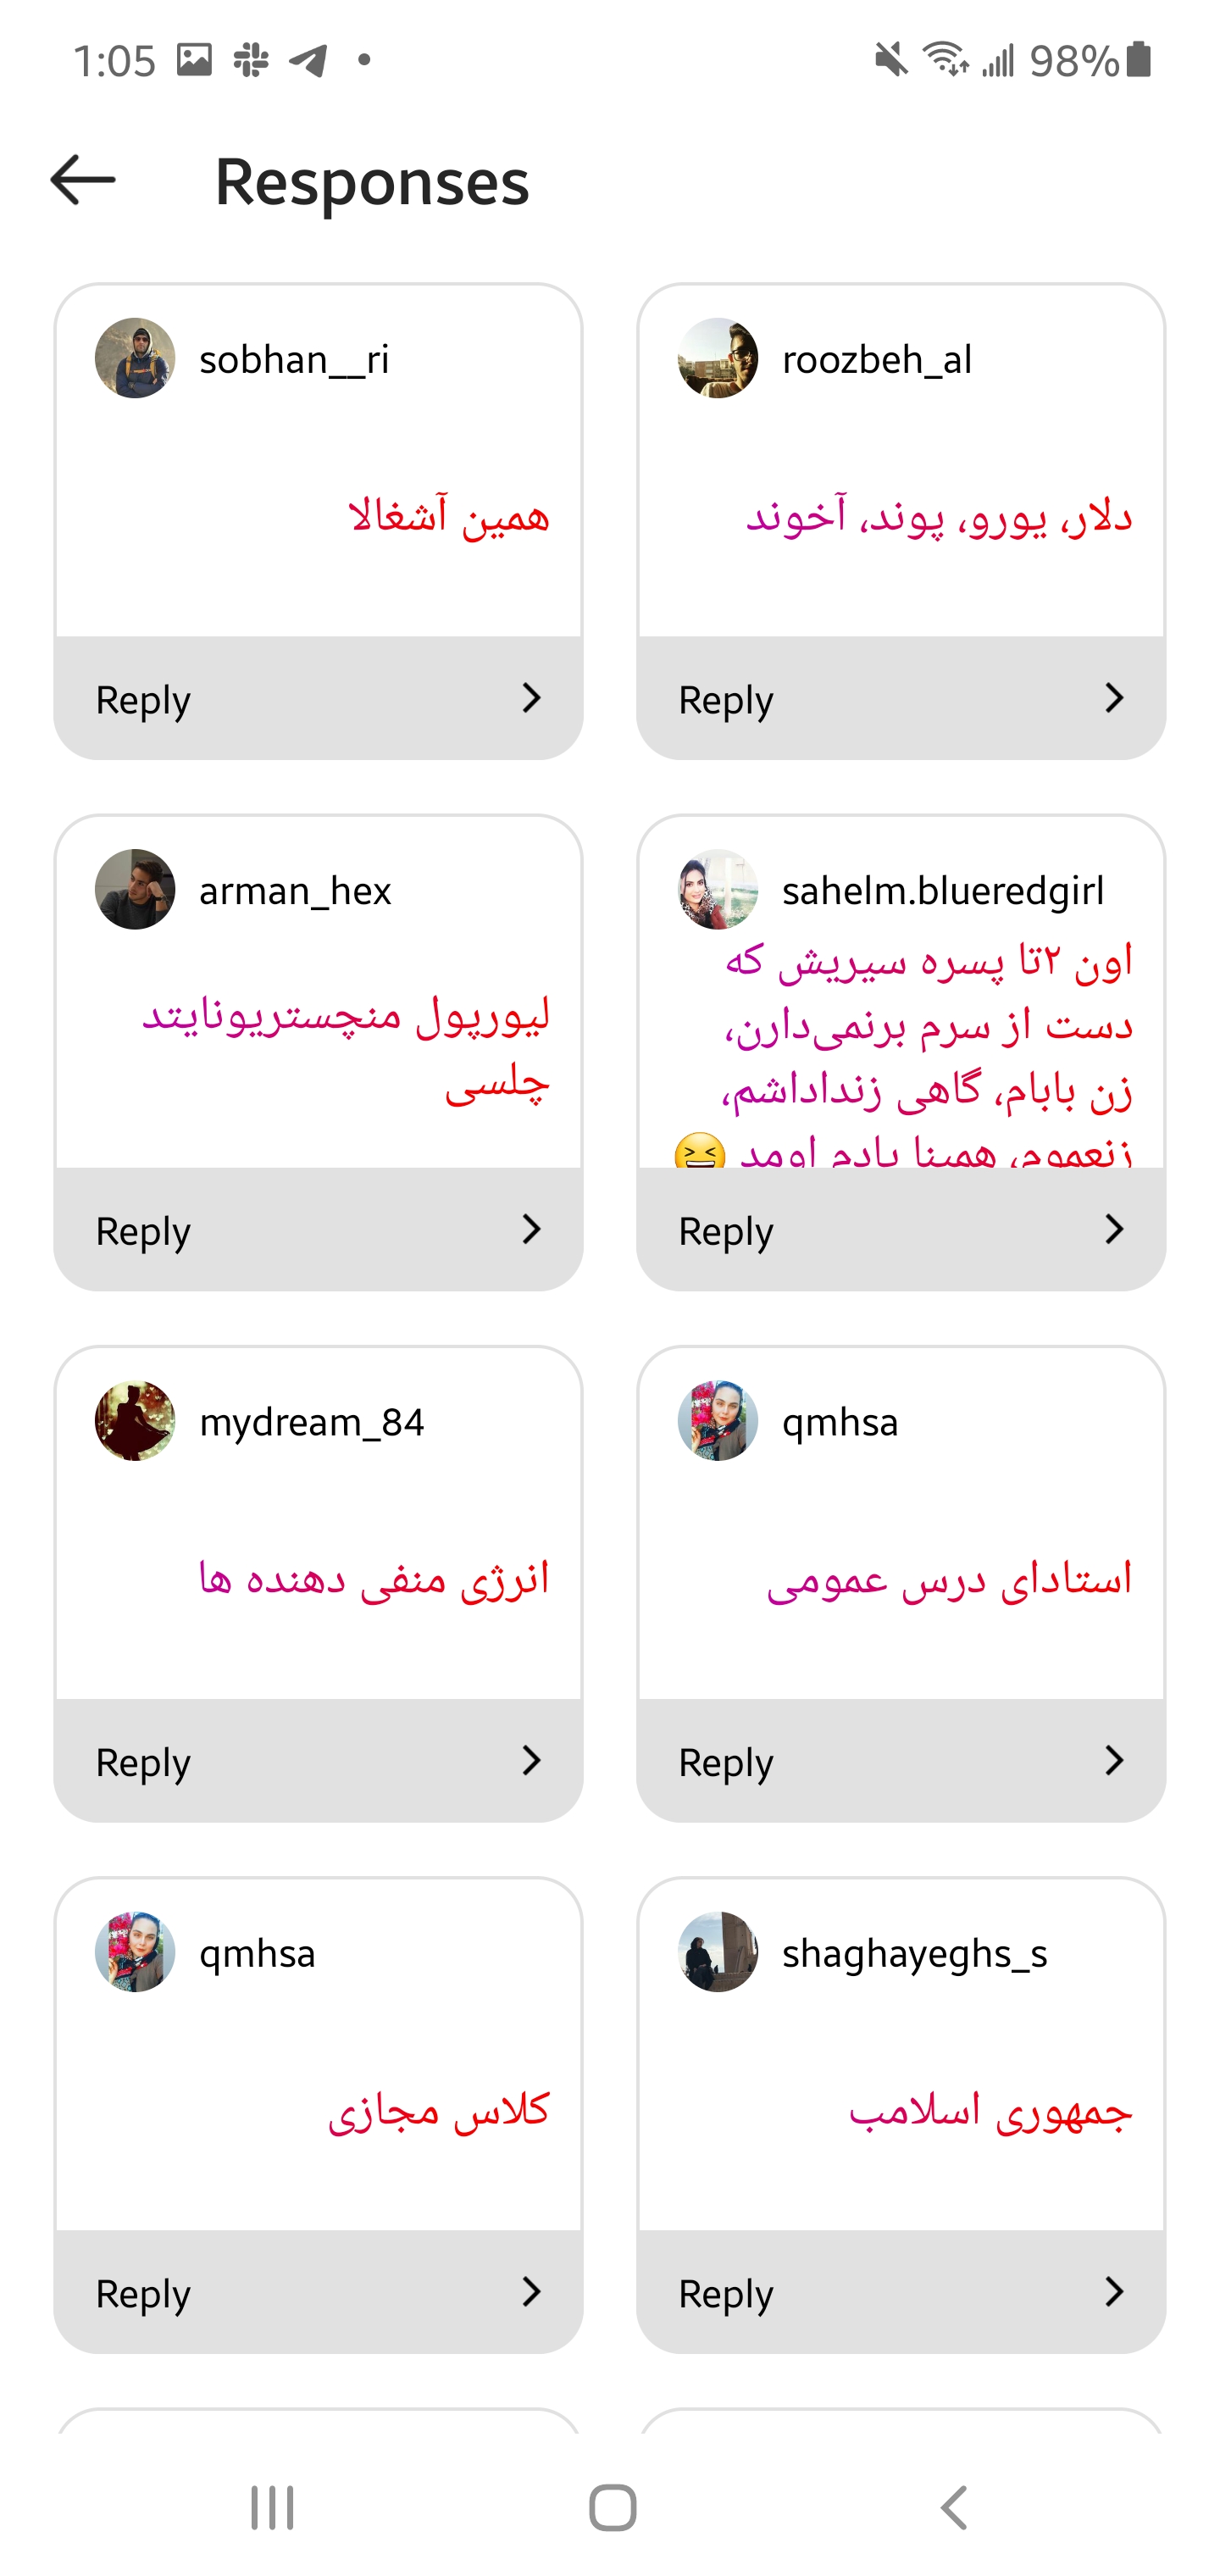 1:05
98%
Responses
sobhan__ri
همین آشغالا
Reply
roozbeh_al
دلار، یورو، پوند، آخوند
Reply
arman_hex
لیورپول منچستریونایتد
چلسی
Reply
sahelm.blueredgirl
اون ۲تا پسره سیریش که
دست از سرم برنمی‌دارن،
زن بابام، گاهی زنداداشم،
زنعموم، همینا یادم اومد 😆
Reply
mydream_84
انرژی منفی دهنده ها
Reply
qmhsa
استادای درس عمومی
Reply
qmhsa
کلاس مجازی
Reply
shaghayeghs_s
جمهوری اسلامب
Reply